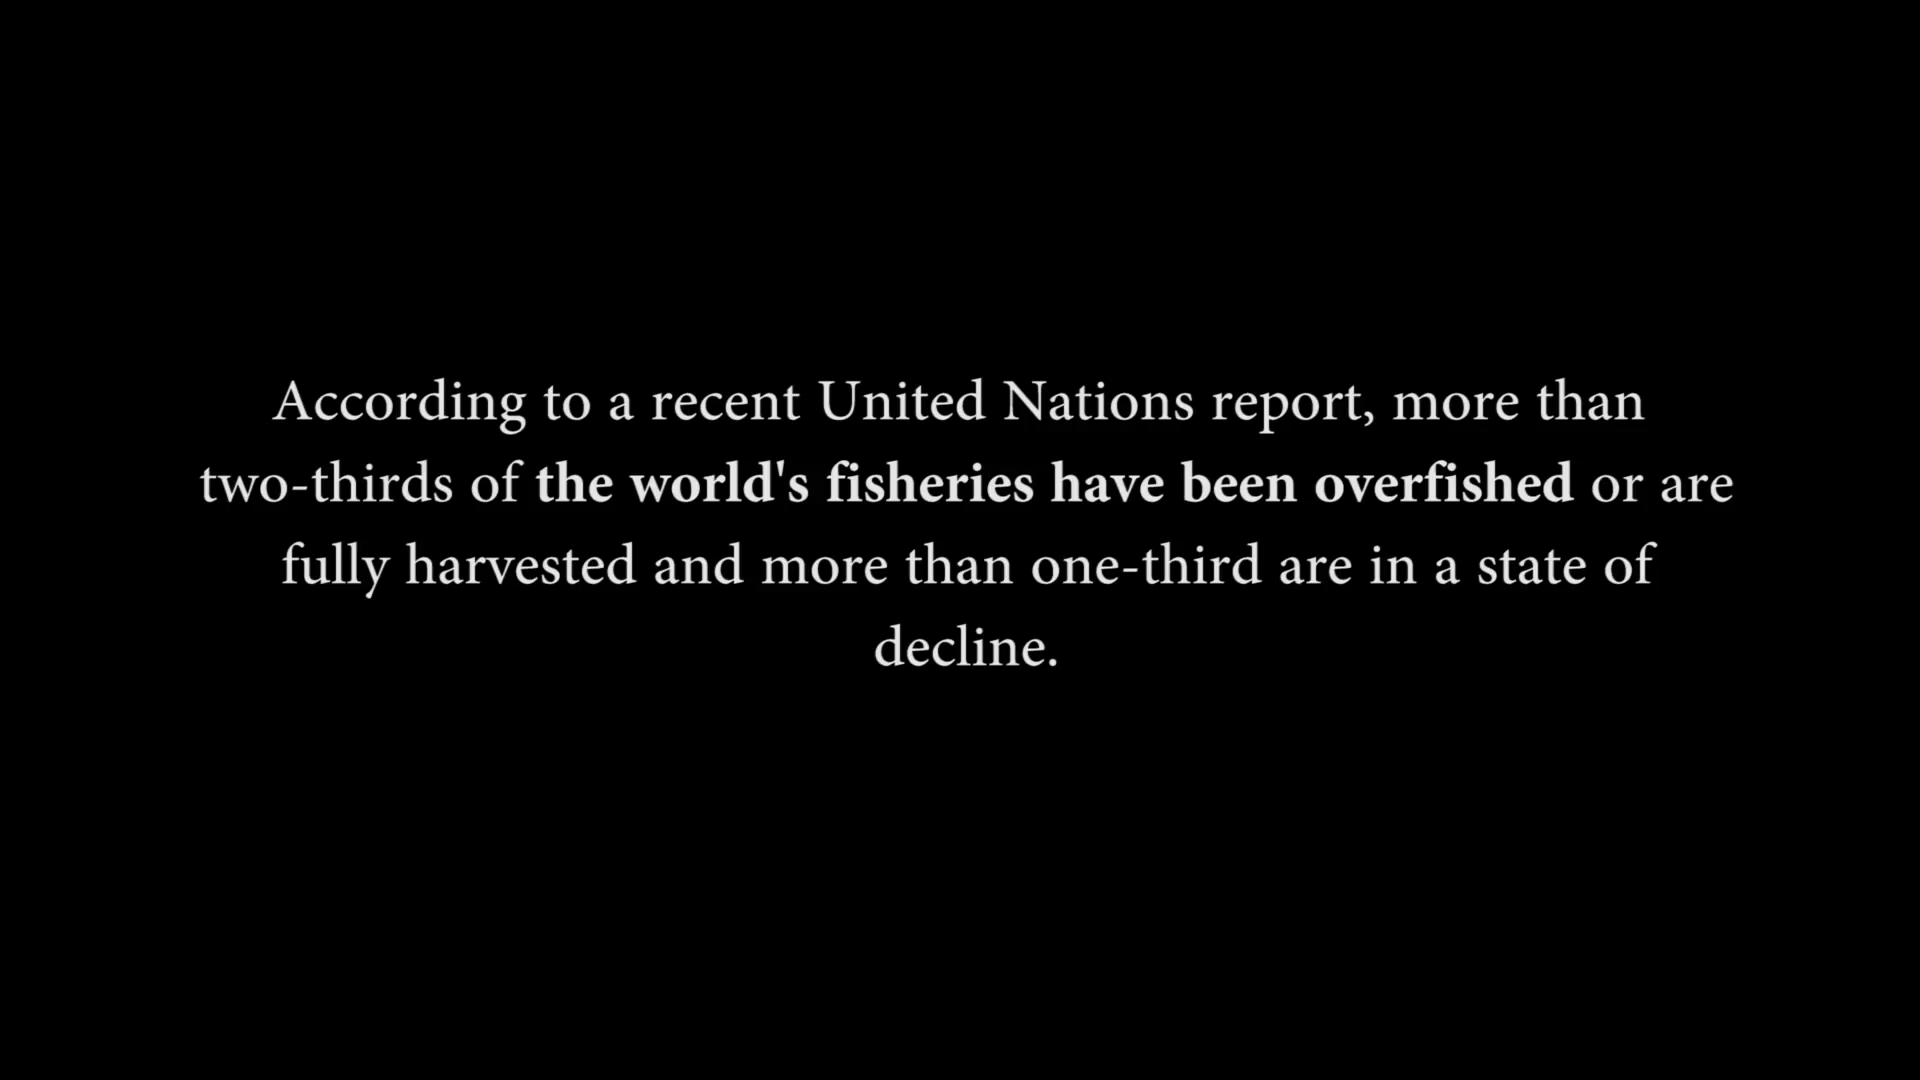 According to a recent United Nations report, more than
two-thirds of the world's fisheries have been overfished or are
fully harvested and more than one-third are in a state of
decline.